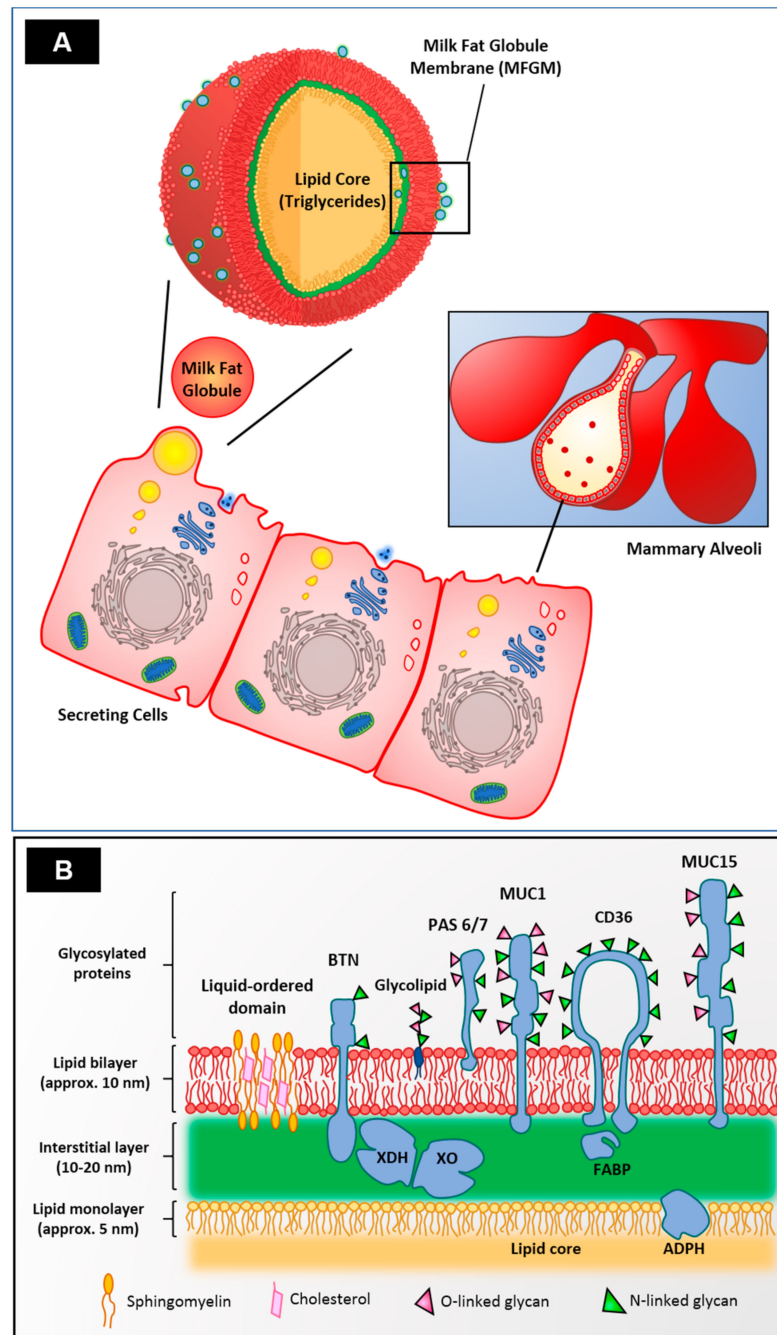 A
Milk Fat Globule
Membrane (MFGM)
Lipid Core
(Triglycerides)
Milk Fat
Globule
Mammary Alveoli
Secreting Cells
B
MUC15
MUC1
CD36
PAS 6/7
Glycosylated
proteins
BTN
Liquid-ordered
domain
Glycolipid
Lipid bilayer
(approx. 10 nm)
Interstitial layer
(10-20 nm)
XDH
XO
FABP
Lipid monolayer
(approx. 5 nm)
Lipid core
ADPH
Sphingomyelin
Cholesterol
O-linked glycan
N-linked glycan